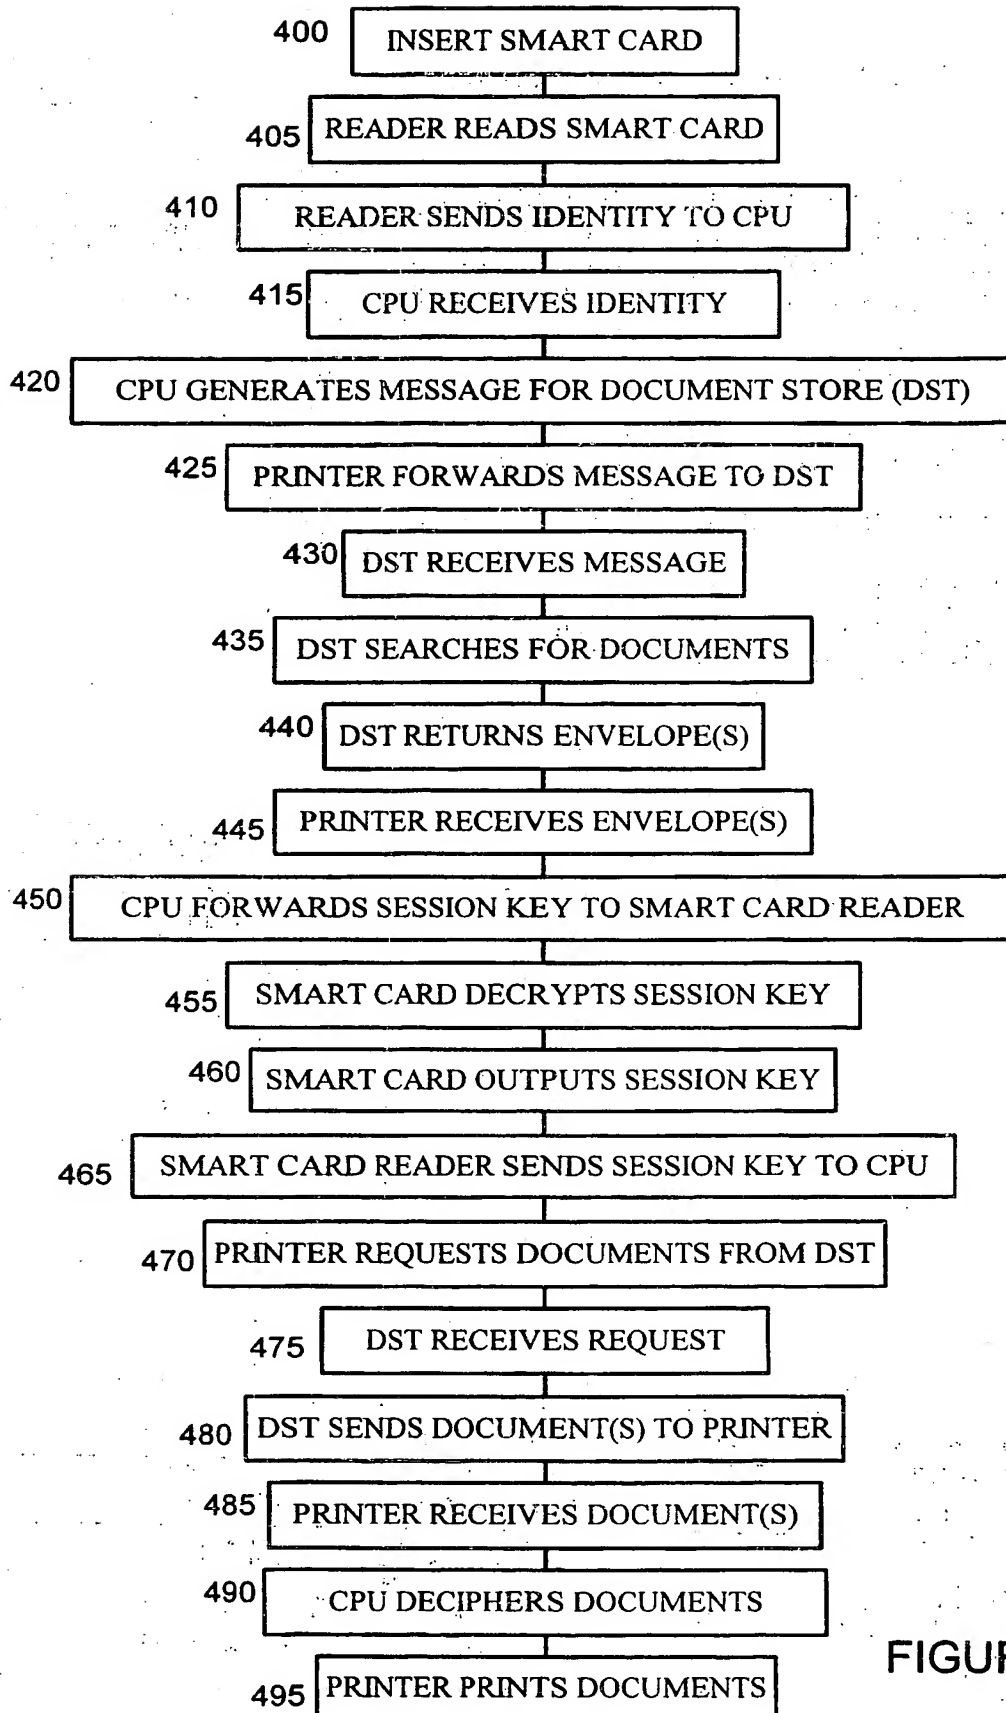 400 INSERT SMART CARD
405 READER READS SMART CARD
410 READER SENDS IDENTITY TO CPU
415 CPU RECEIVES IDENTITY
420 CPU GENERATES MESSAGE FOR DOCUMENT STORE (DST)
425 PRINTER FORWARDS MESSAGE TO DST
430 DST RECEIVES MESSAGE
435 DST SEARCHES FOR DOCUMENTS
440 DST RETURNS ENVELOPE(S)
445 PRINTER RECEIVES ENVELOPE(S)
450 CPU FORWARDS SESSION KEY TO SMART CARD READER
455 SMART CARD DECRYPTS SESSION KEY
460 SMART CARD OUTPUTS SESSION KEY
465 SMART CARD READER SENDS SESSION KEY TO CPU
470 PRINTER REQUESTS DOCUMENTS FROM DST
475 DST RECEIVES REQUEST
480 DST SENDS DOCUMENT(S) TO PRINTER
485 PRINTER RECEIVES DOCUMENT(S)
490 CPU DECIPHERS DOCUMENTS
495 PRINTER PRINTS DOCUMENTS